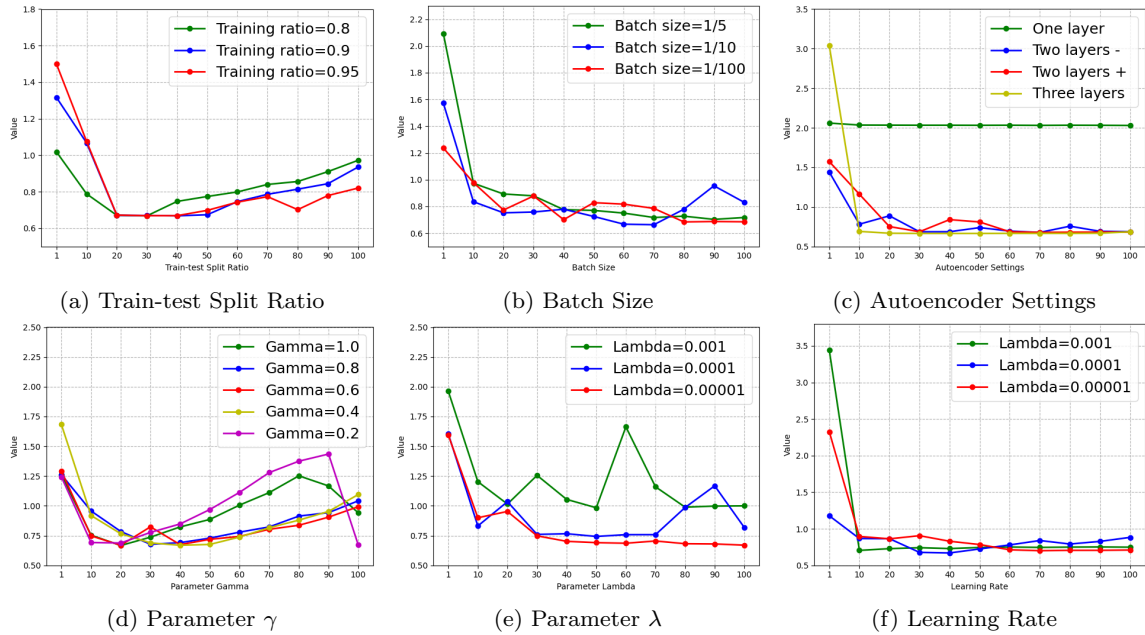 1.8
1.6
1.4
1.2
1.0
0.8
0.6
Value
Training ratio=0.8
Training ratio=0.9
Training ratio=0.95
1 10 20 30 40 50 60 70 80 90 100
Train-test Split Ratio
(a) Train-test Split Ratio
2.6
2.4
2.2
2.0
1.8
1.6
1.4
1.2
1.0
0.8
0.6
Value
Batch size=1/5
Batch size=1/10
Batch size=1/100
1 10 20 30 40 50 60 70 80 90 100
Batch Size
(b) Batch Size
3.5
3.0
2.5
2.0
1.5
1.0
0.5
Value
One layer
Two layers -
Two layers +
Three layers
1 10 20 30 40 50 60 70 80 90 100
Autoencoder Settings
(c) Autoencoder Settings
2.50
2.25
2.00
1.75
1.50
1.25
1.00
0.75
0.50
Value
Gamma=1.0
Gamma=0.8
Gamma=0.6
Gamma=0.4
Gamma=0.2
1 10 20 30 40 50 60 70 80 90 100
Parameter Gamma
(d) Parameter γ
2.50
2.25
2.00
1.75
1.50
1.25
1.00
0.75
0.50
Value
Lambda=0.001
Lambda=0.0001
Lambda=0.00001
1 10 20 30 40 50 60 70 80 90 100
Parameter Lambda
(e) Parameter λ
3.5
3.0
2.5
2.0
1.5
1.0
0.5
Value
Lambda=0.001
Lambda=0.0001
Lambda=0.00001
1 10 20 30 40 50 60 70 80 90 100
Learning Rate
(f) Learning Rate